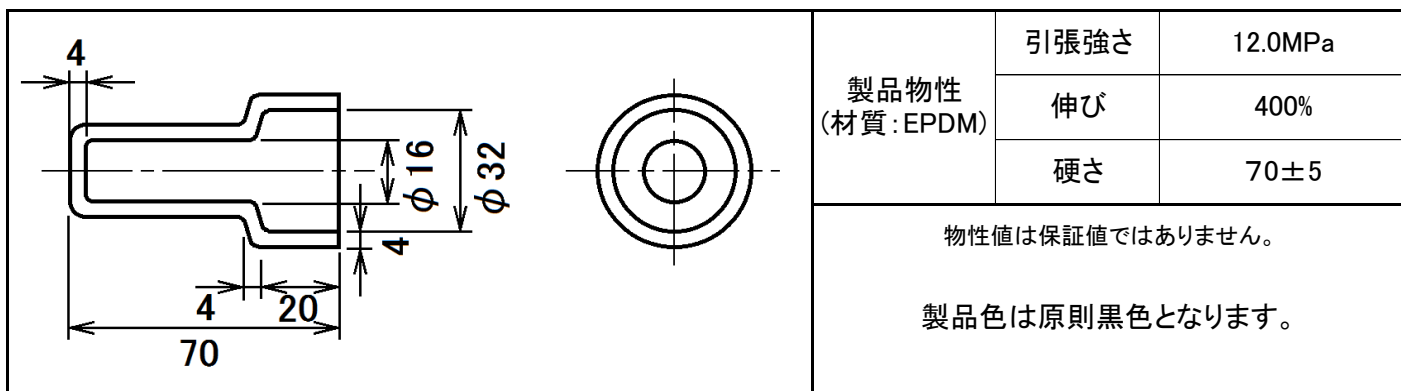 4
φ16
φ32
4
4
20
70
製品物性
(材質:EPDM)
引張強さ
12.0MPa
伸び
400%
硬さ
70±5
物性値は保証値ではありません。
製品色は原則黒色となります。